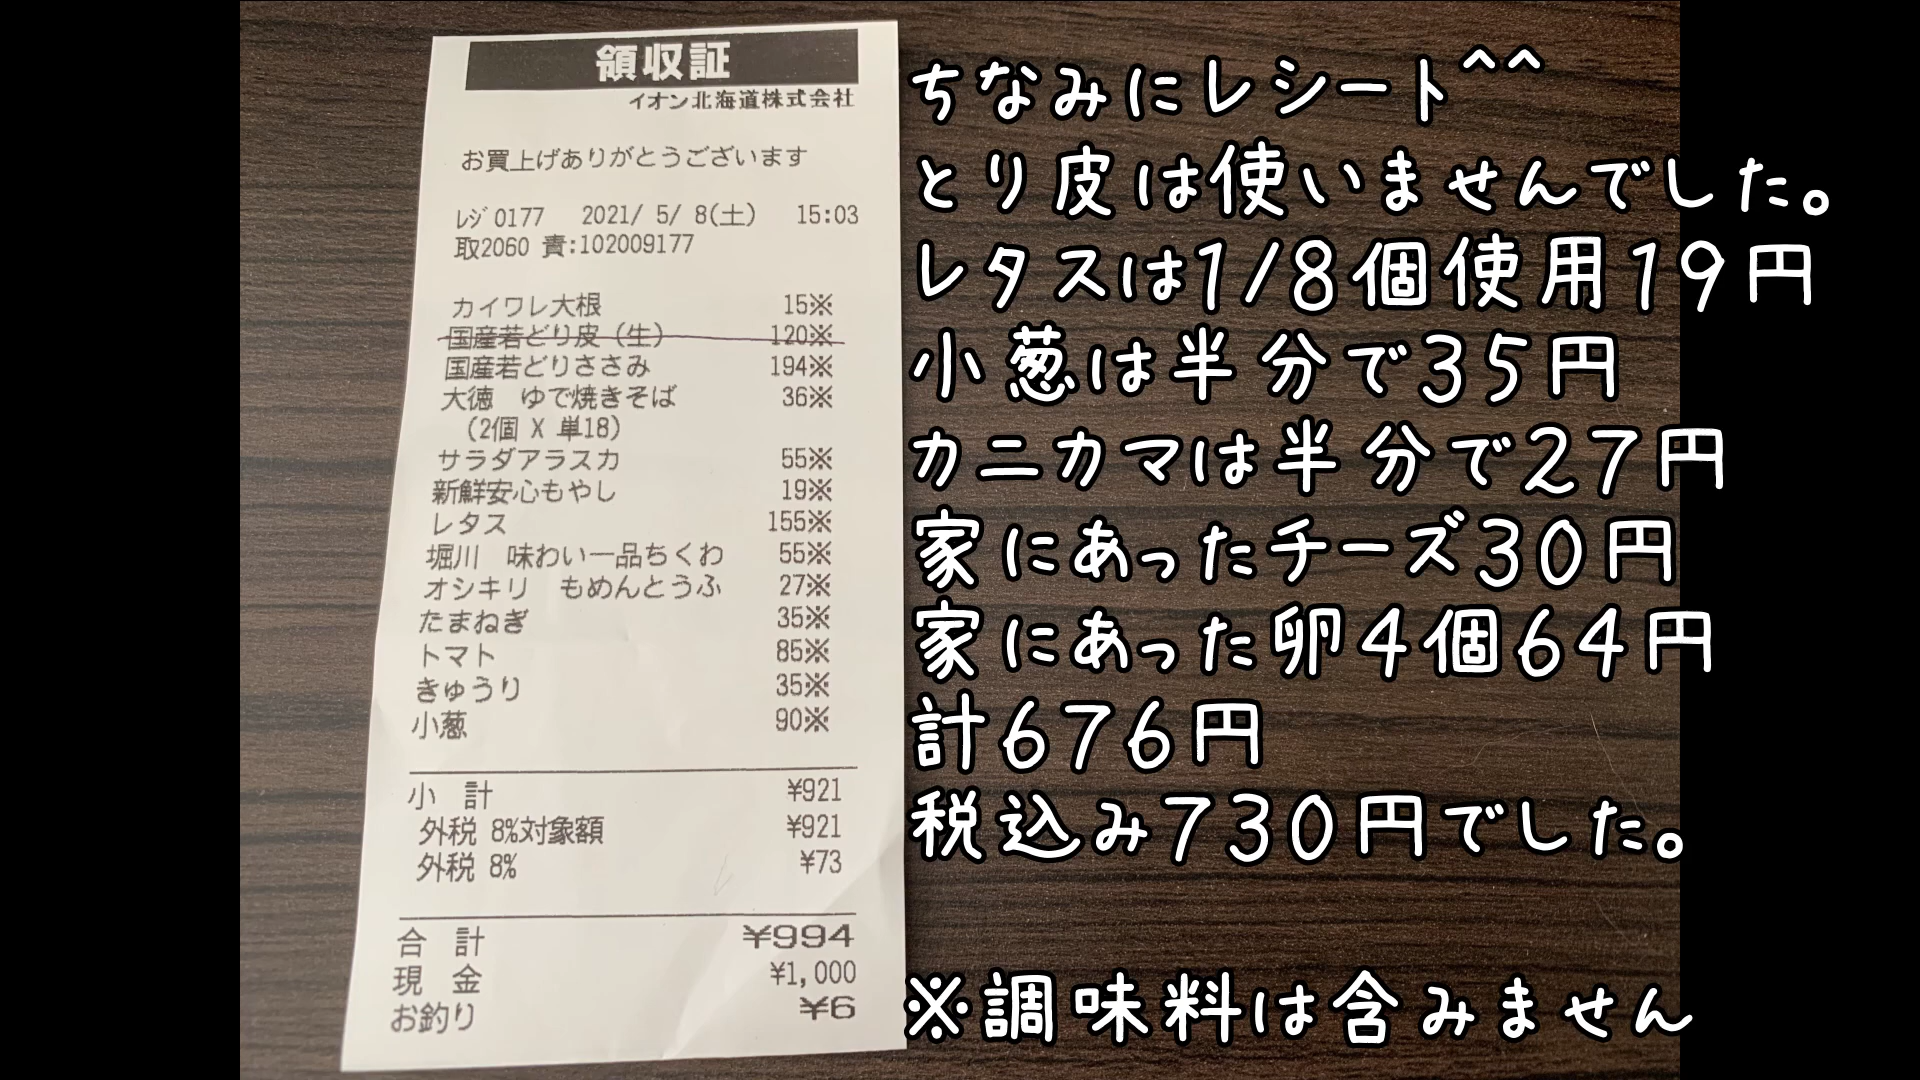 領収証
イオン北海道株式会社
お買上げありがとうございます
ﾚｼﾞ0177 2021/ 5/ 8(土) 15:03
取2060 責:102009177
カイワレ大根 15※
国産若どり皮（生） 120※
国産若どりささみ 194※
大徳 ゆで焼きそば 36※
(2個 X 単18)
サラダアラスカ 55※
新鮮安心もやし 19※
レタス 155※
堀川 味わい一品ちくわ 55※
オシキリ もめんとうふ 27※
たまねぎ 35※
トマト 85※
きゅうり 35※
小葱 90※
小 計 ¥921
外税 8%対象額 ¥921
外税 8% ¥73
合 計 ¥994
現 金 ¥1,000
お釣り ¥6
ちなみにレシート^^
とり皮は使いませんでした。
レタスは1/8個使用19円
小葱は半分で35円
カニカマは半分で27円
家にあったチーズ30円
家にあった卵4個64円
計676円
税込み730円でした。
※調味料は含みません